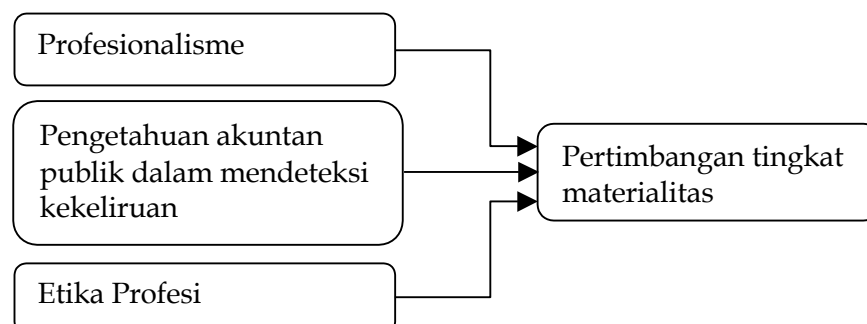 Profesionalisme
Pengetahuan akuntan
publik dalam mendeteksi
kekeliruan
Pertimbangan tingkat
materialitas
Etika Profesi